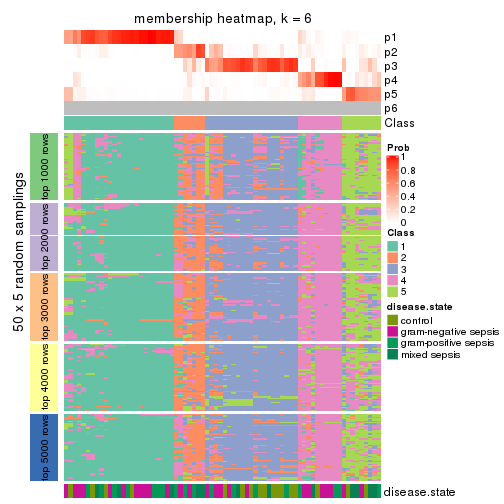 membership heatmap, k = 6
p1
p2
p3
p4
p5
p6
Class
50 x 5 random samplings
top 1000 rows
top 2000 rows
top 3000 rows
top 4000 rows
top 5000 rows
Prob
1
0.8
0.6
0.4
0.2
0
Class
1
2
3
4
5
disease.state
control
gram-negative sepsis
gram-positive sepsis
mixed sepsis
disease.state